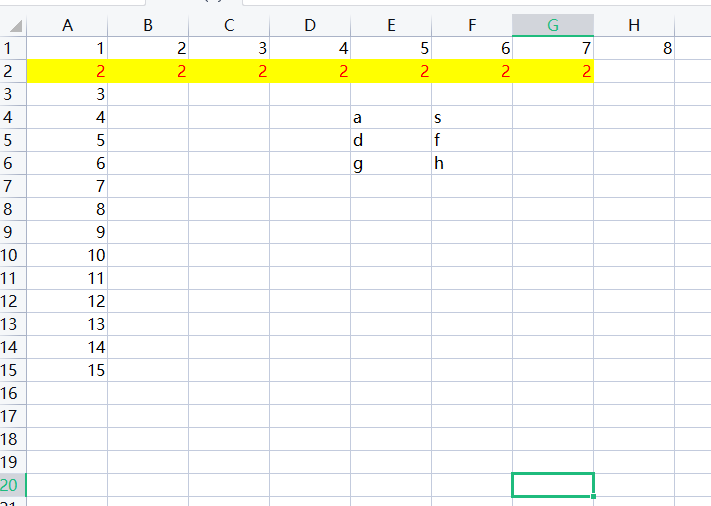 A B C D E F G H
1 1 2 3 4 5 6 7 8
2 2 2 2 2 2 2 2
3 3
4 4 a s
5 5 d f
6 6 g h
7 7
8 8
9 9
10 10
11 11
12 12
13 13
14 14
15 15
16
17
18
19
20